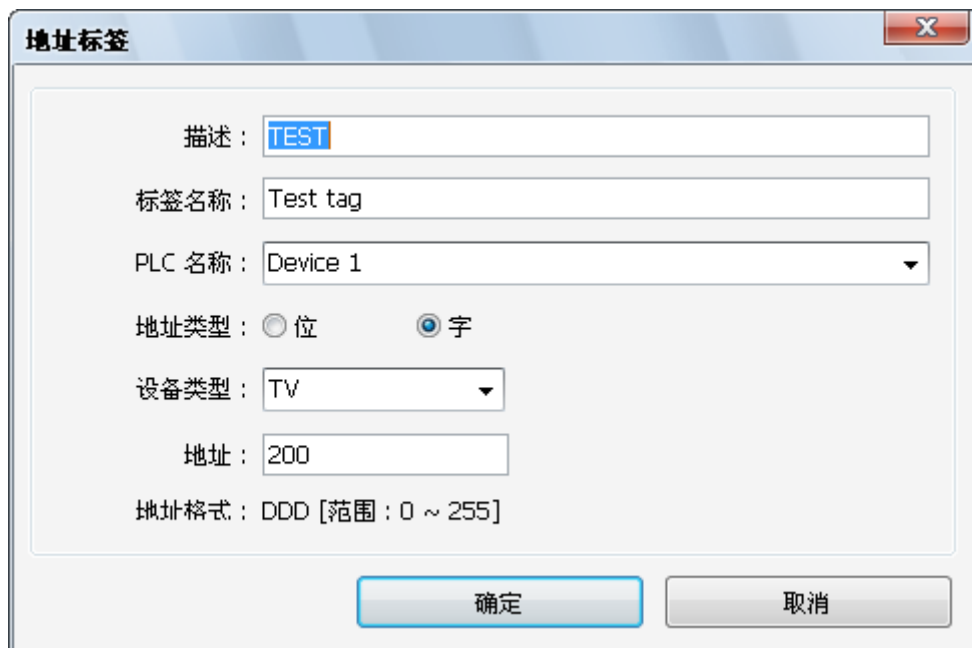 地址标签
描述：TEST
标签名称：Test tag
PLC 名称：Device 1
地址类型：位 字
设备类型：TV
地址：200
地址格式：DDD [范围：0 ~ 255]
确定 取消